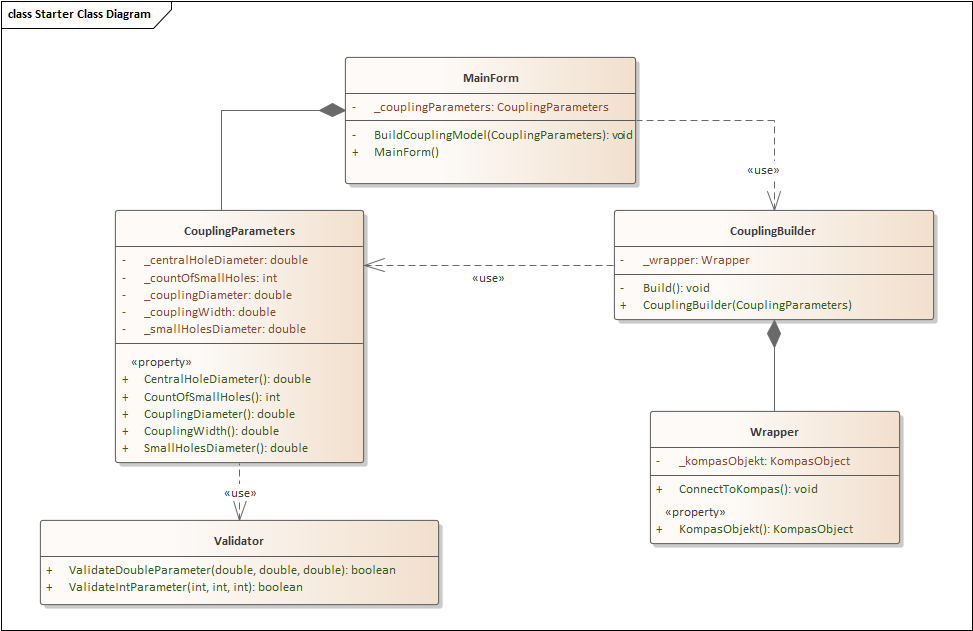 class Starter Class Diagram
MainForm
- _couplingParameters: CouplingParameters
- BuildCouplingModel(CouplingParameters): void
+ MainForm()
«use»
CouplingParameters
- _centralHoleDiameter: double
- _countOfSmallHoles: int
- _couplingDiameter: double
- _couplingWidth: double
- _smallHolesDiameter: double
«property»
+ CentralHoleDiameter(): double
+ CountOfSmallHoles(): int
+ CouplingDiameter(): double
+ CouplingWidth(): double
+ SmallHolesDiameter(): double
«use»
CouplingBuilder
- _wrapper: Wrapper
- Build(): void
+ CouplingBuilder(CouplingParameters)
Wrapper
- _kompasObjekt: KompasObject
+ ConnectToKompas(): void
«property»
+ KompasObjekt(): KompasObject
«use»
Validator
+ ValidateDoubleParameter(double, double, double): boolean
+ ValidateIntParameter(int, int, int): boolean